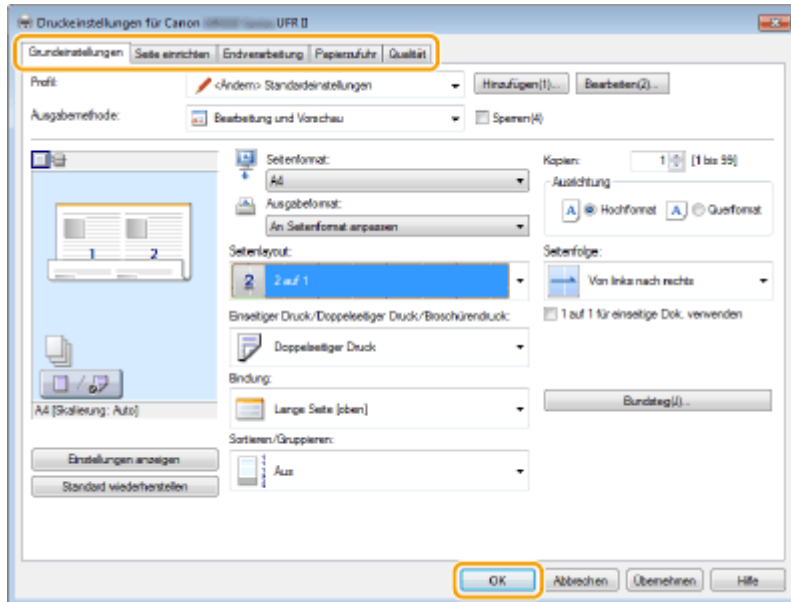 Druckeinstellungen für Canon UFR II
Grundeinstellungen Seite einrichten Endverarbeitung Papierzufuhr Qualität
Profil: <Ändern> Standardeinstellungen Hinzufügen(1)... Bearbeiten(2)...
Ausgabemethode: Bearbeitung und Vorschau Sperren(4)
Seitenformat: Kopien: 1 [1 bis 99]
A4 Ausrichtung
Ausgabeformat: A Hochformat A Querformat
An Seitenformat anpassen
1 2
Seitenlayout: Seitenfolge:
2 2 auf 1 Von links nach rechts
Einseitiger Druck/Doppelseitiger Druck/Broschürendruck: 1 auf 1 für einseitige Dok. verwenden
Doppelseitiger Druck
Bindung:
A4 [Skalierung: Auto] Lange Seite [oben] Bundsteg(J)...
Sortieren/Gruppieren:
Einstellungen anzeigen Aus
Standard wiederherstellen
OK Abbrechen Übernehmen Hilfe